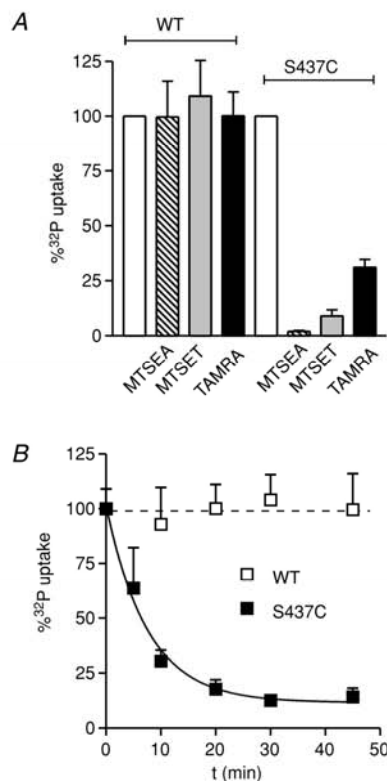 A
WT
S437C
125
100
75
50
25
0
%³²P uptake
MTSEA
MTSET
TAMRA
MTSEA
MTSET
TAMRA
B
125
100
75
50
25
0
%³²P uptake
WT
S437C
0 10 20 30 40 50
t (min)